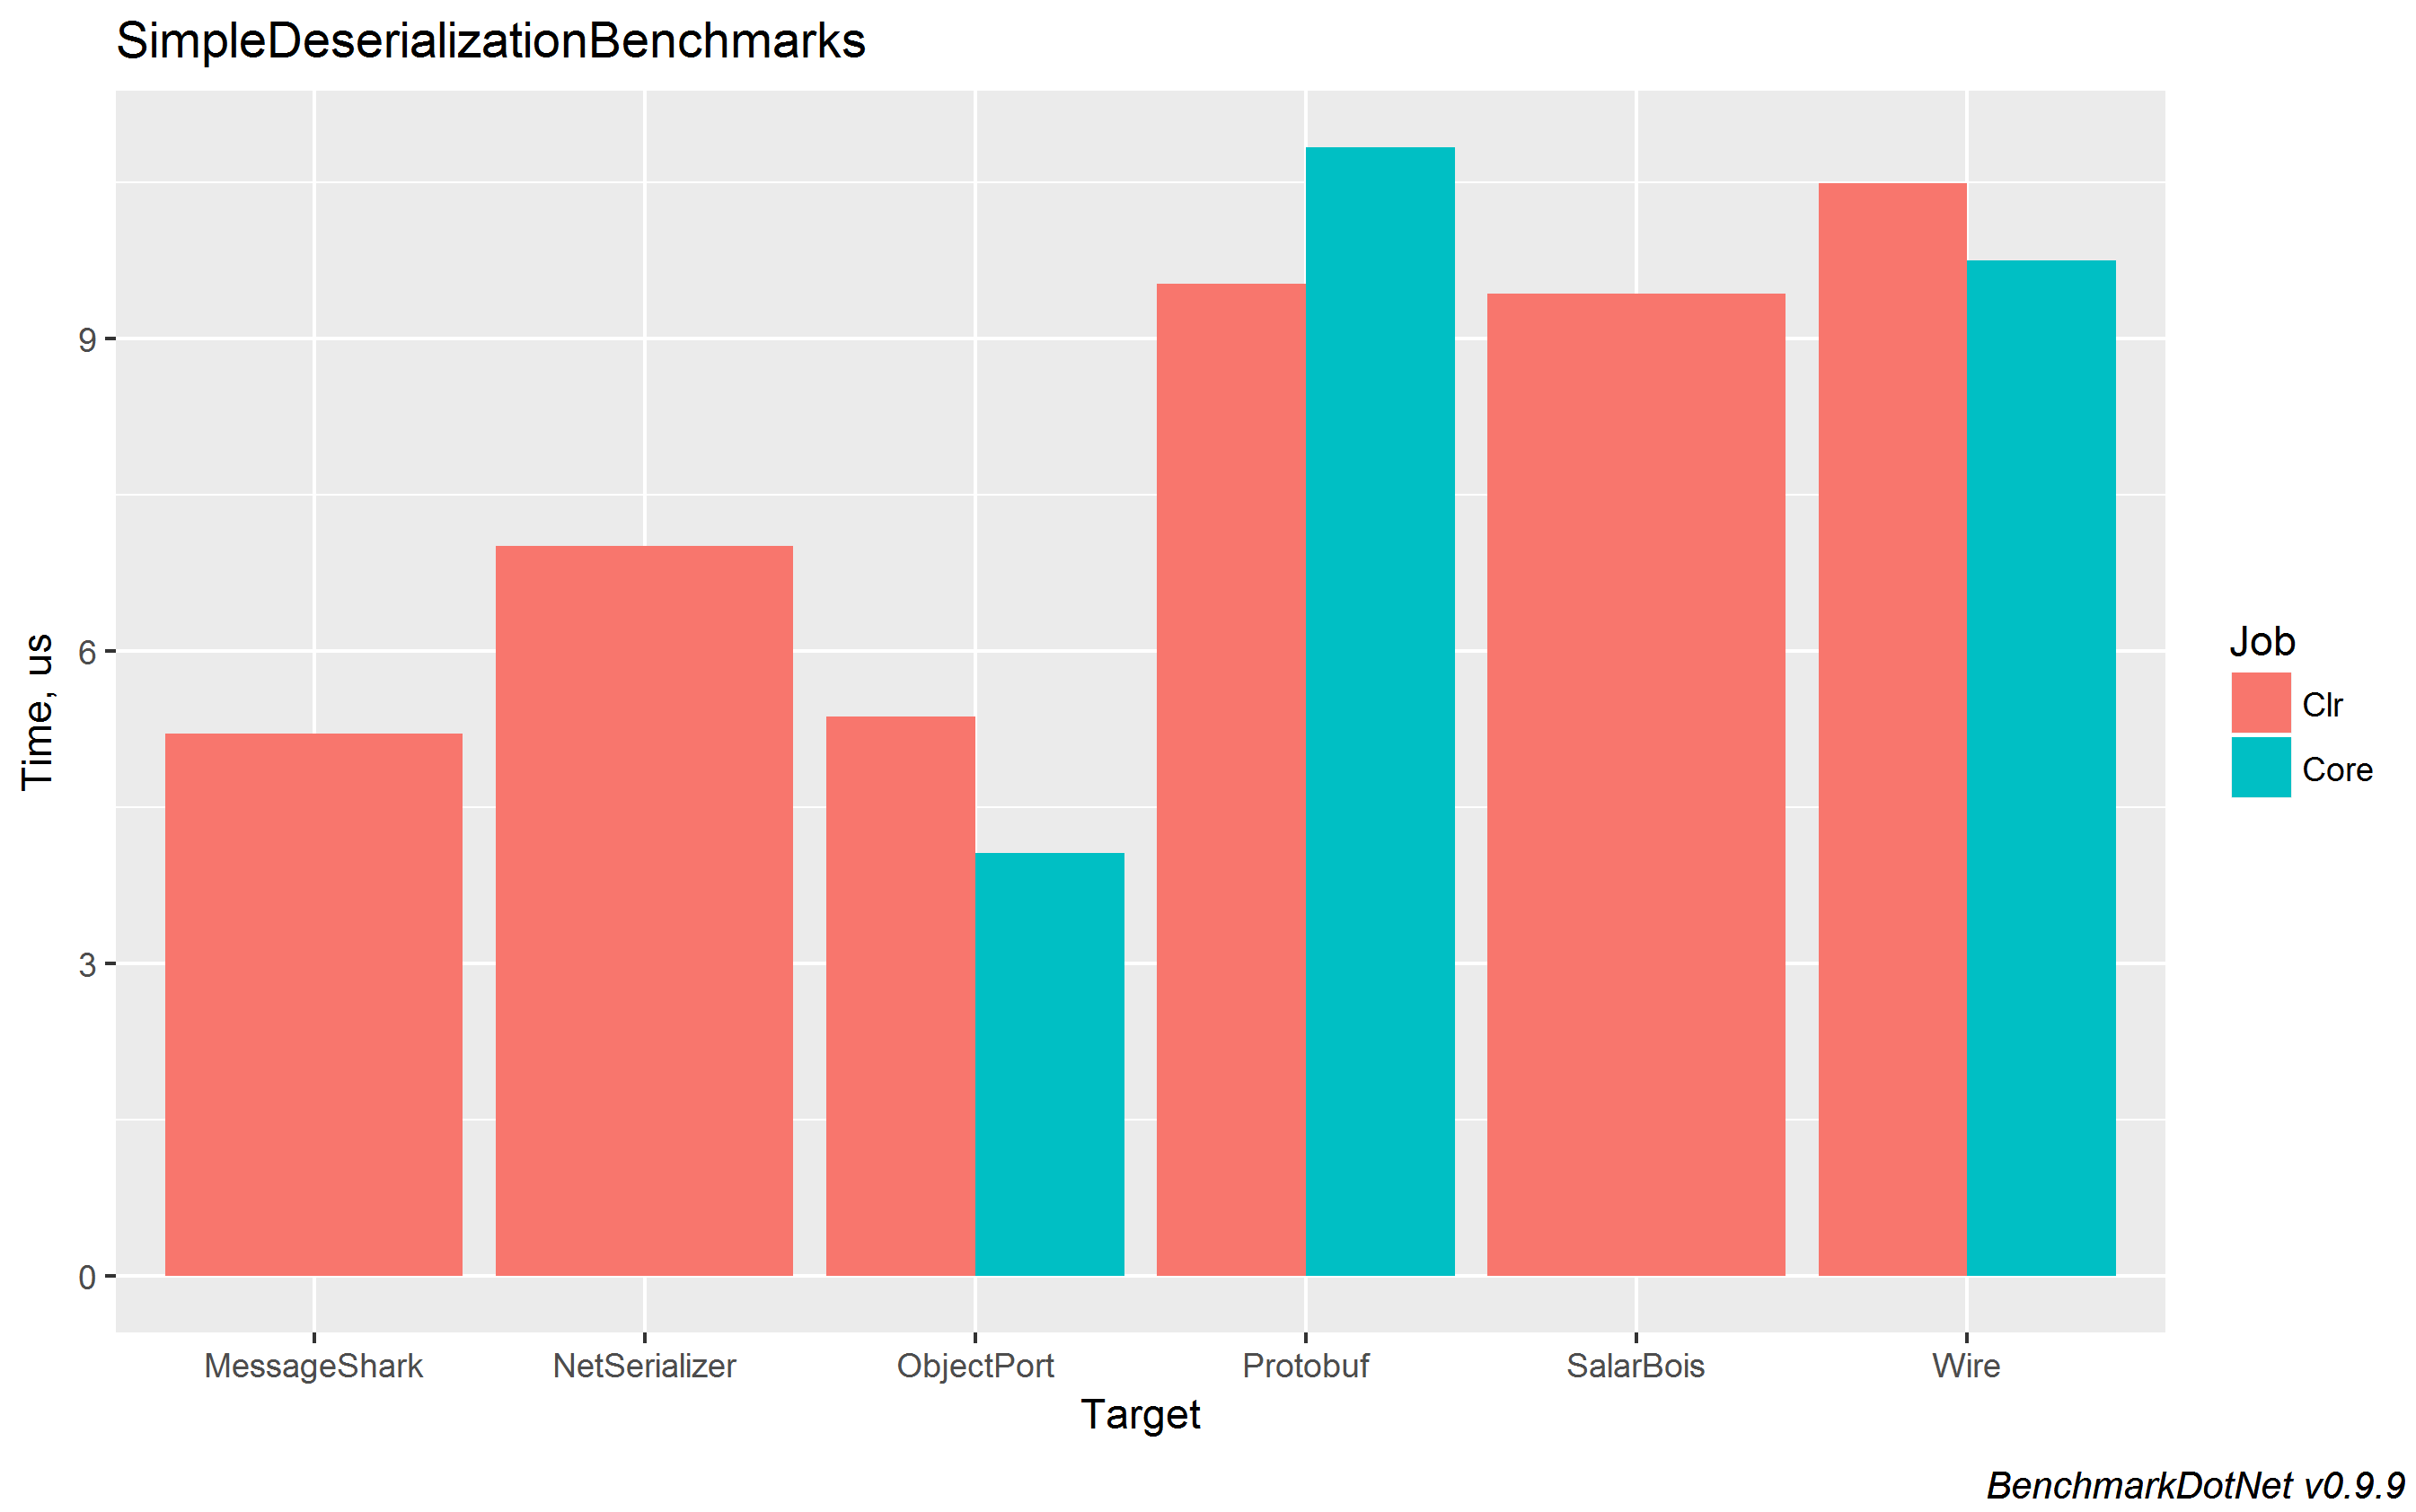 SimpleDeserializationBenchmarks
Time, us
9
6
3
0
MessageShark NetSerializer ObjectPort Protobuf SalarBois Wire
Target
Job
Clr
Core
BenchmarkDotNet v0.9.9